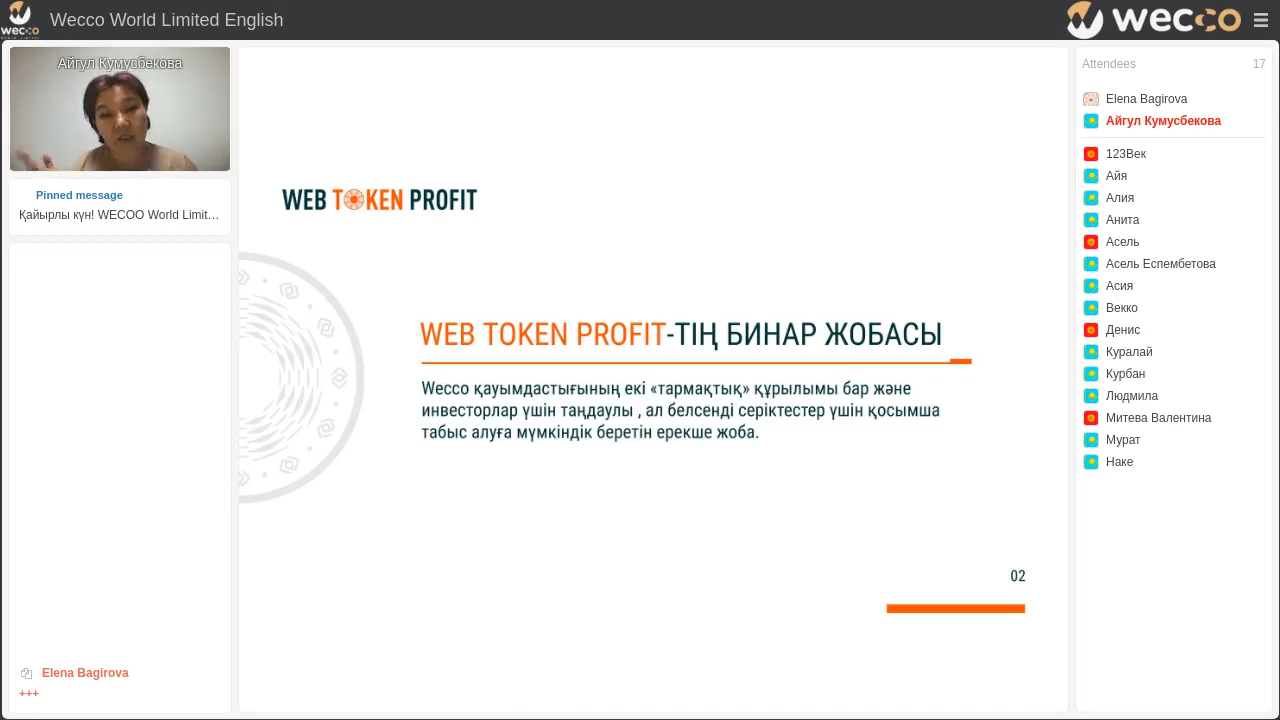 wecco
Wecco World Limited English
wecco
Айгул Кумусбекова
Pinned message
Қайырлы күн! WECOO World Limit…
Elena Bagirova
+++
WEB TOKEN PROFIT
WEB TOKEN PROFIT-ТІҢ БИНАР ЖОБАСЫ
Wecco қауымдастығының екі «тармақтық» құрылымы бар және
инвесторлар үшін таңдаулы , ал белсенді серіктестер үшін қосымша
табыс алуға мүмкіндік беретін ерекше жоба.
02
Attendees 17
Elena Bagirova
Айгул Кумусбекова
123Век
Айя
Алия
Анита
Асель
Асель Еспембетова
Асия
Векко
Денис
Куралай
Курбан
Людмила
Митева Валентина
Мурат
Наке